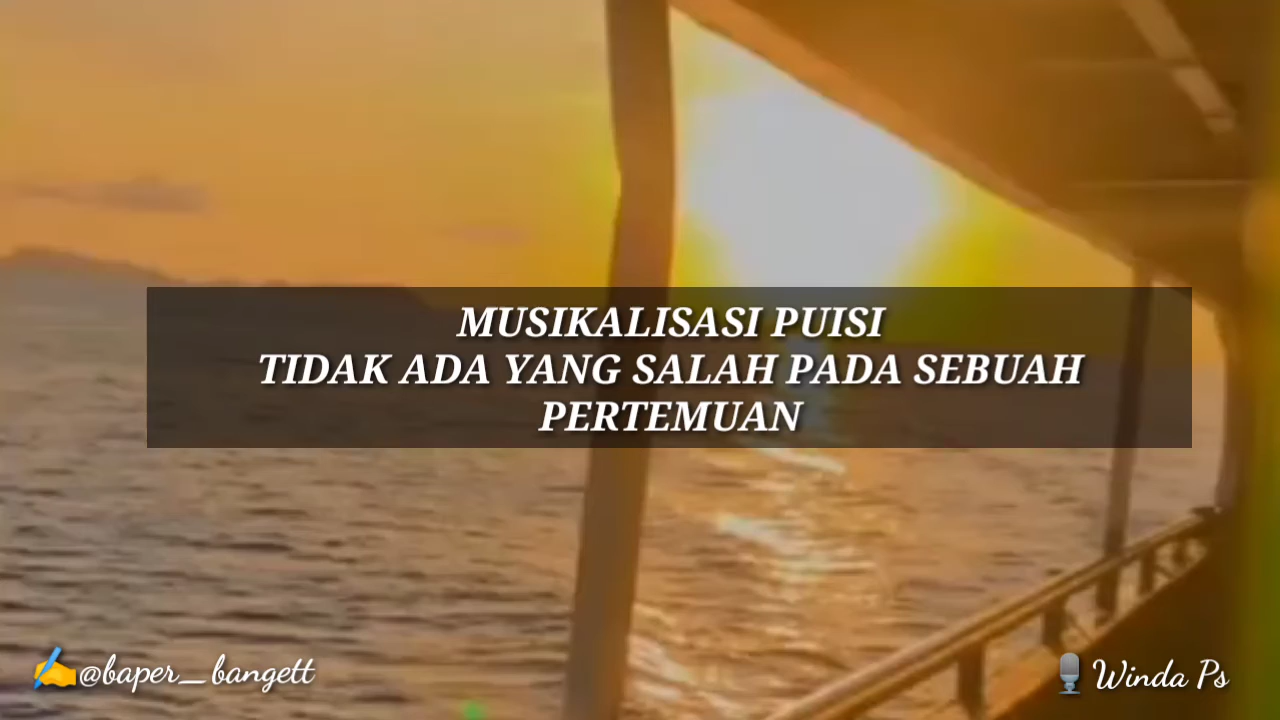 MUSIKALISASI PUISI
TIDAK ADA YANG SALAH PADA SEBUAH
PERTEMUAN
✍️@baper_bangett
🎙️Winda Ps